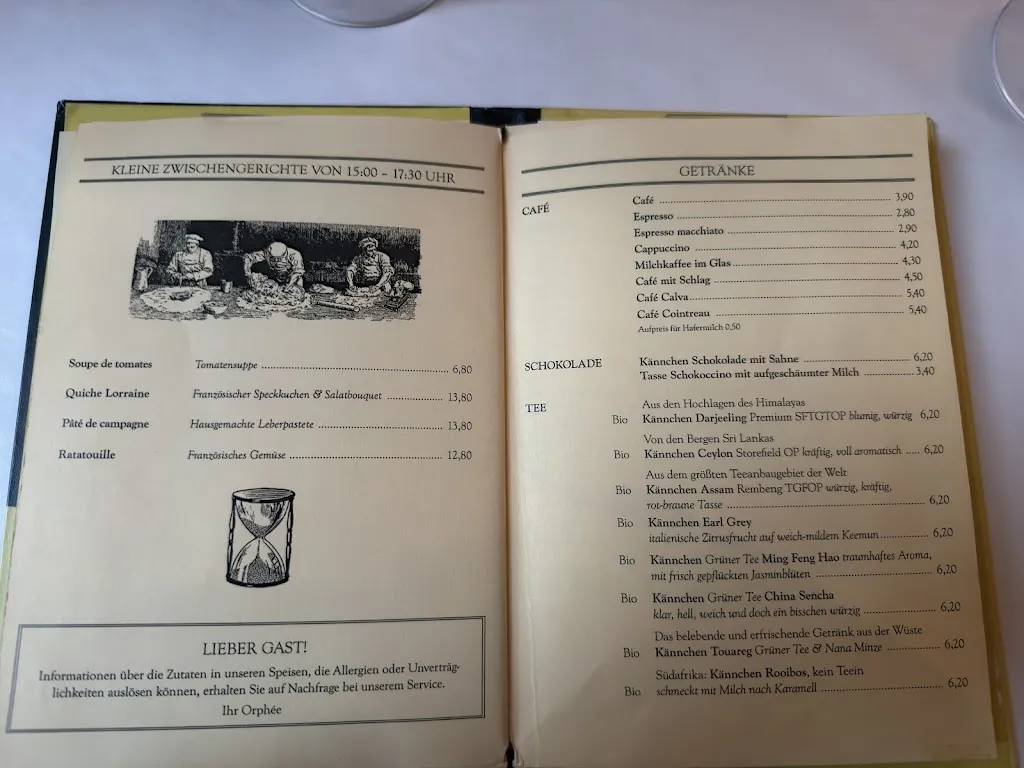 KLEINE ZWISCHENGERICHTE VON 15:00 – 17:30 UHR
Soupe de tomates Tomatensuppe 6,80
Quiche Lorraine Französischer Speckkuchen & Salatbouquet 13,80
Pâté de campagne Hausgemachte Leberpastete 13,80
Ratatouille Französisches Gemüse 12,80
LIEBER GAST!
Informationen über die Zutaten in unseren Speisen, die Allergien oder Unverträg-
lichkeiten auslösen können, erhalten Sie auf Nachfrage bei unserem Service.
Ihr Orphée
GETRÄNKE
CAFÉ Café 3,90
Espresso 2,80
Espresso macchiato 2,90
Cappuccino 4,20
Milchkaffee im Glas 4,30
Café mit Schlag 4,50
Café Calva 5,40
Café Cointreau 5,40
Aufpreis für Hafermilch 0,50
SCHOKOLADE Kännchen Schokolade mit Sahne 6,20
Tasse Schokoccino mit aufgeschäumter Milch 3,40
TEE Aus den Hochlagen des Himalayas
Bio Kännchen Darjeeling Premium SFTGTOP blumig, würzig 6,20
Von den Bergen Sri Lankas
Bio Kännchen Ceylon Storefield OP kräftig, voll aromatisch 6,20
Aus dem größten Teeanbaugebiet der Welt
Bio Kännchen Assam Rembeng TGFOP würzig, kräftig,
rot-braune Tasse 6,20
Bio Kännchen Earl Grey
italienische Zitrusfrucht auf weich-mildem Keemun 6,20
Bio Kännchen Grüner Tee Ming Feng Hao traumhaftes Aroma,
mit frisch gepflückten Jasminblüten 6,20
Bio Kännchen Grüner Tee China Sencha
klar, hell, weich und doch ein bisschen würzig 6,20
Das belebende und erfrischende Getränk aus der Wüste
Bio Kännchen Touareg Grüner Tee & Nana Minze 6,20
Südafrika: Kännchen Rooibos, kein Teein
Bio schmeckt mit Milch nach Karamell 6,20